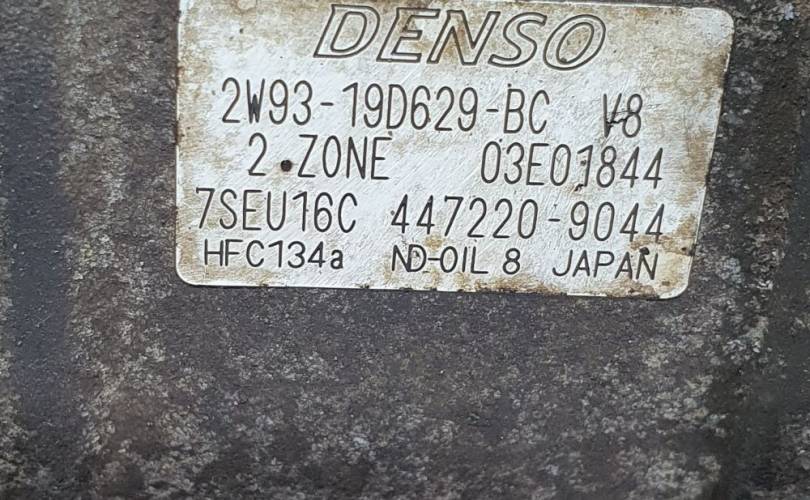 DENSO
2W93-19D629-BC V8
2.ZONE 03E01844
7SEU16C 447220-9044
HFC134a ND-OIL 8 JAPAN